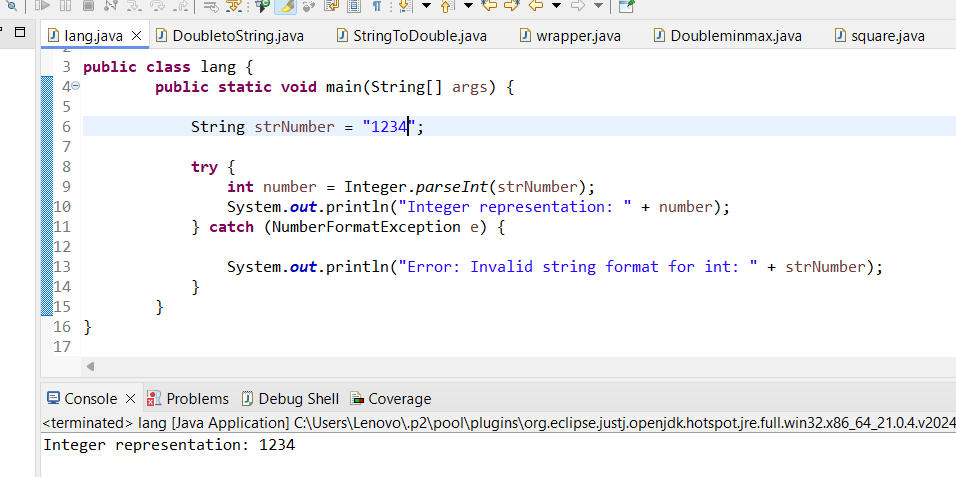 lang.java DoubletoString.java StringToDouble.java wrapper.java Doubleminmax.java square.java
3 public class lang {
4 public static void main(String[] args) {
5
6 String strNumber = "1234";
7
8 try {
9 int number = Integer.parseInt(strNumber);
10 System.out.println("Integer representation: " + number);
11 } catch (NumberFormatException e) {
12
13 System.out.println("Error: Invalid string format for int: " + strNumber);
14 }
15 }
16 }
17
Console Problems Debug Shell Coverage
<terminated> lang [Java Application] C:\Users\Lenovo\.p2\pool\plugins\org.eclipse.justj.openjdk.hotspot.jre.full.win32.x86_64_21.0.4.v2024
Integer representation: 1234